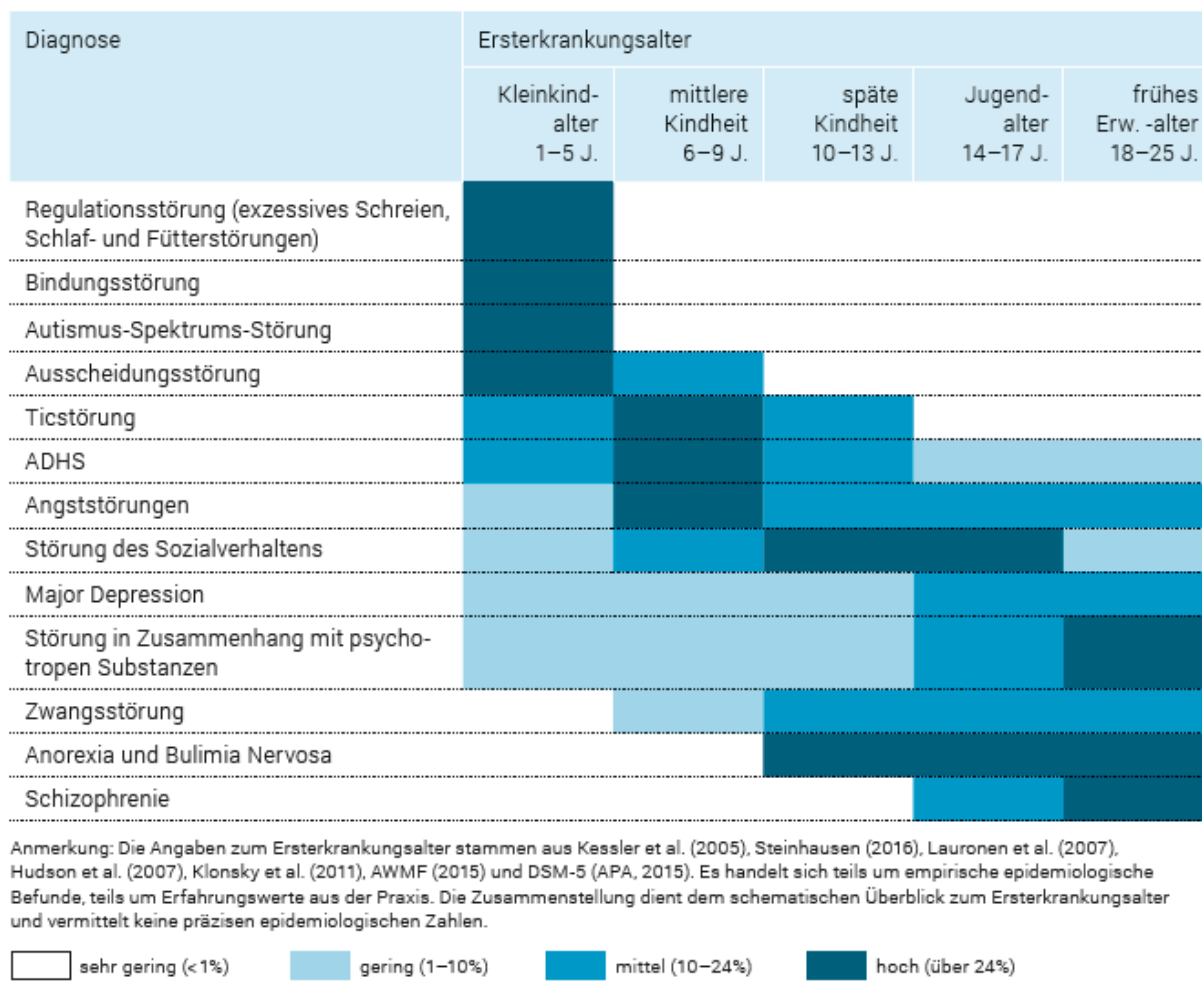 Diagnose
Ersterkrankungsalter
Kleinkind-
alter
1–5 J.
mittlere
Kindheit
6–9 J.
späte
Kindheit
10–13 J.
Jugend-
alter
14–17 J.
frühes
Erw. -alter
18–25 J.
Regulationsstörung (exzessives Schreien,
Schlaf- und Fütterstörungen)
Bindungsstörung
Autismus-Spektrums-Störung
Ausscheidungsstörung
Ticstörung
ADHS
Angststörungen
Störung des Sozialverhaltens
Major Depression
Störung in Zusammenhang mit psycho-
tropen Substanzen
Zwangsstörung
Anorexia und Bulimia Nervosa
Schizophrenie
Anmerkung: Die Angaben zum Ersterkrankungsalter stammen aus Kessler et al. (2005), Steinhausen (2016), Lauronen et al. (2007),
Hudson et al. (2007), Klonsky et al. (2011), AWMF (2015) und DSM-5 (APA, 2015). Es handelt sich teils um empirische epidemiologische
Befunde, teils um Erfahrungswerte aus der Praxis. Die Zusammenstellung dient dem schematischen Überblick zum Ersterkrankungsalter
und vermittelt keine präzisen epidemiologischen Zahlen.
sehr gering (<1%)
gering (1–10%)
mittel (10–24%)
hoch (über 24%)